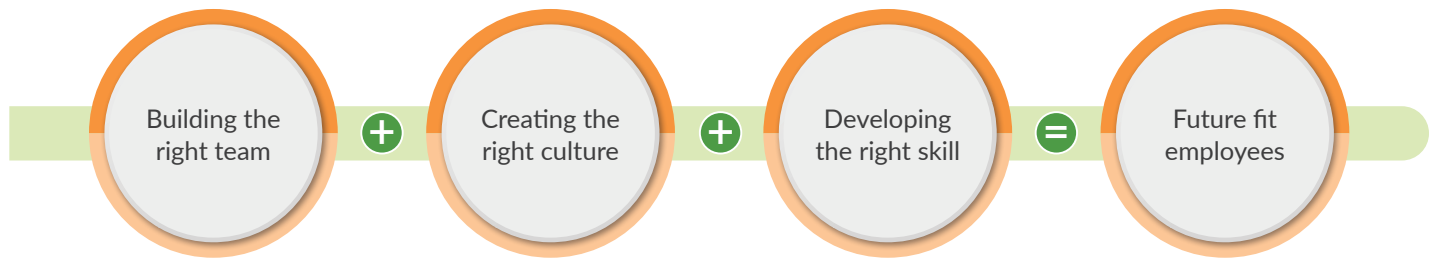 Building the
right team
+
Creating the
right culture
+
Developing
the right skill
=
Future fit
employees